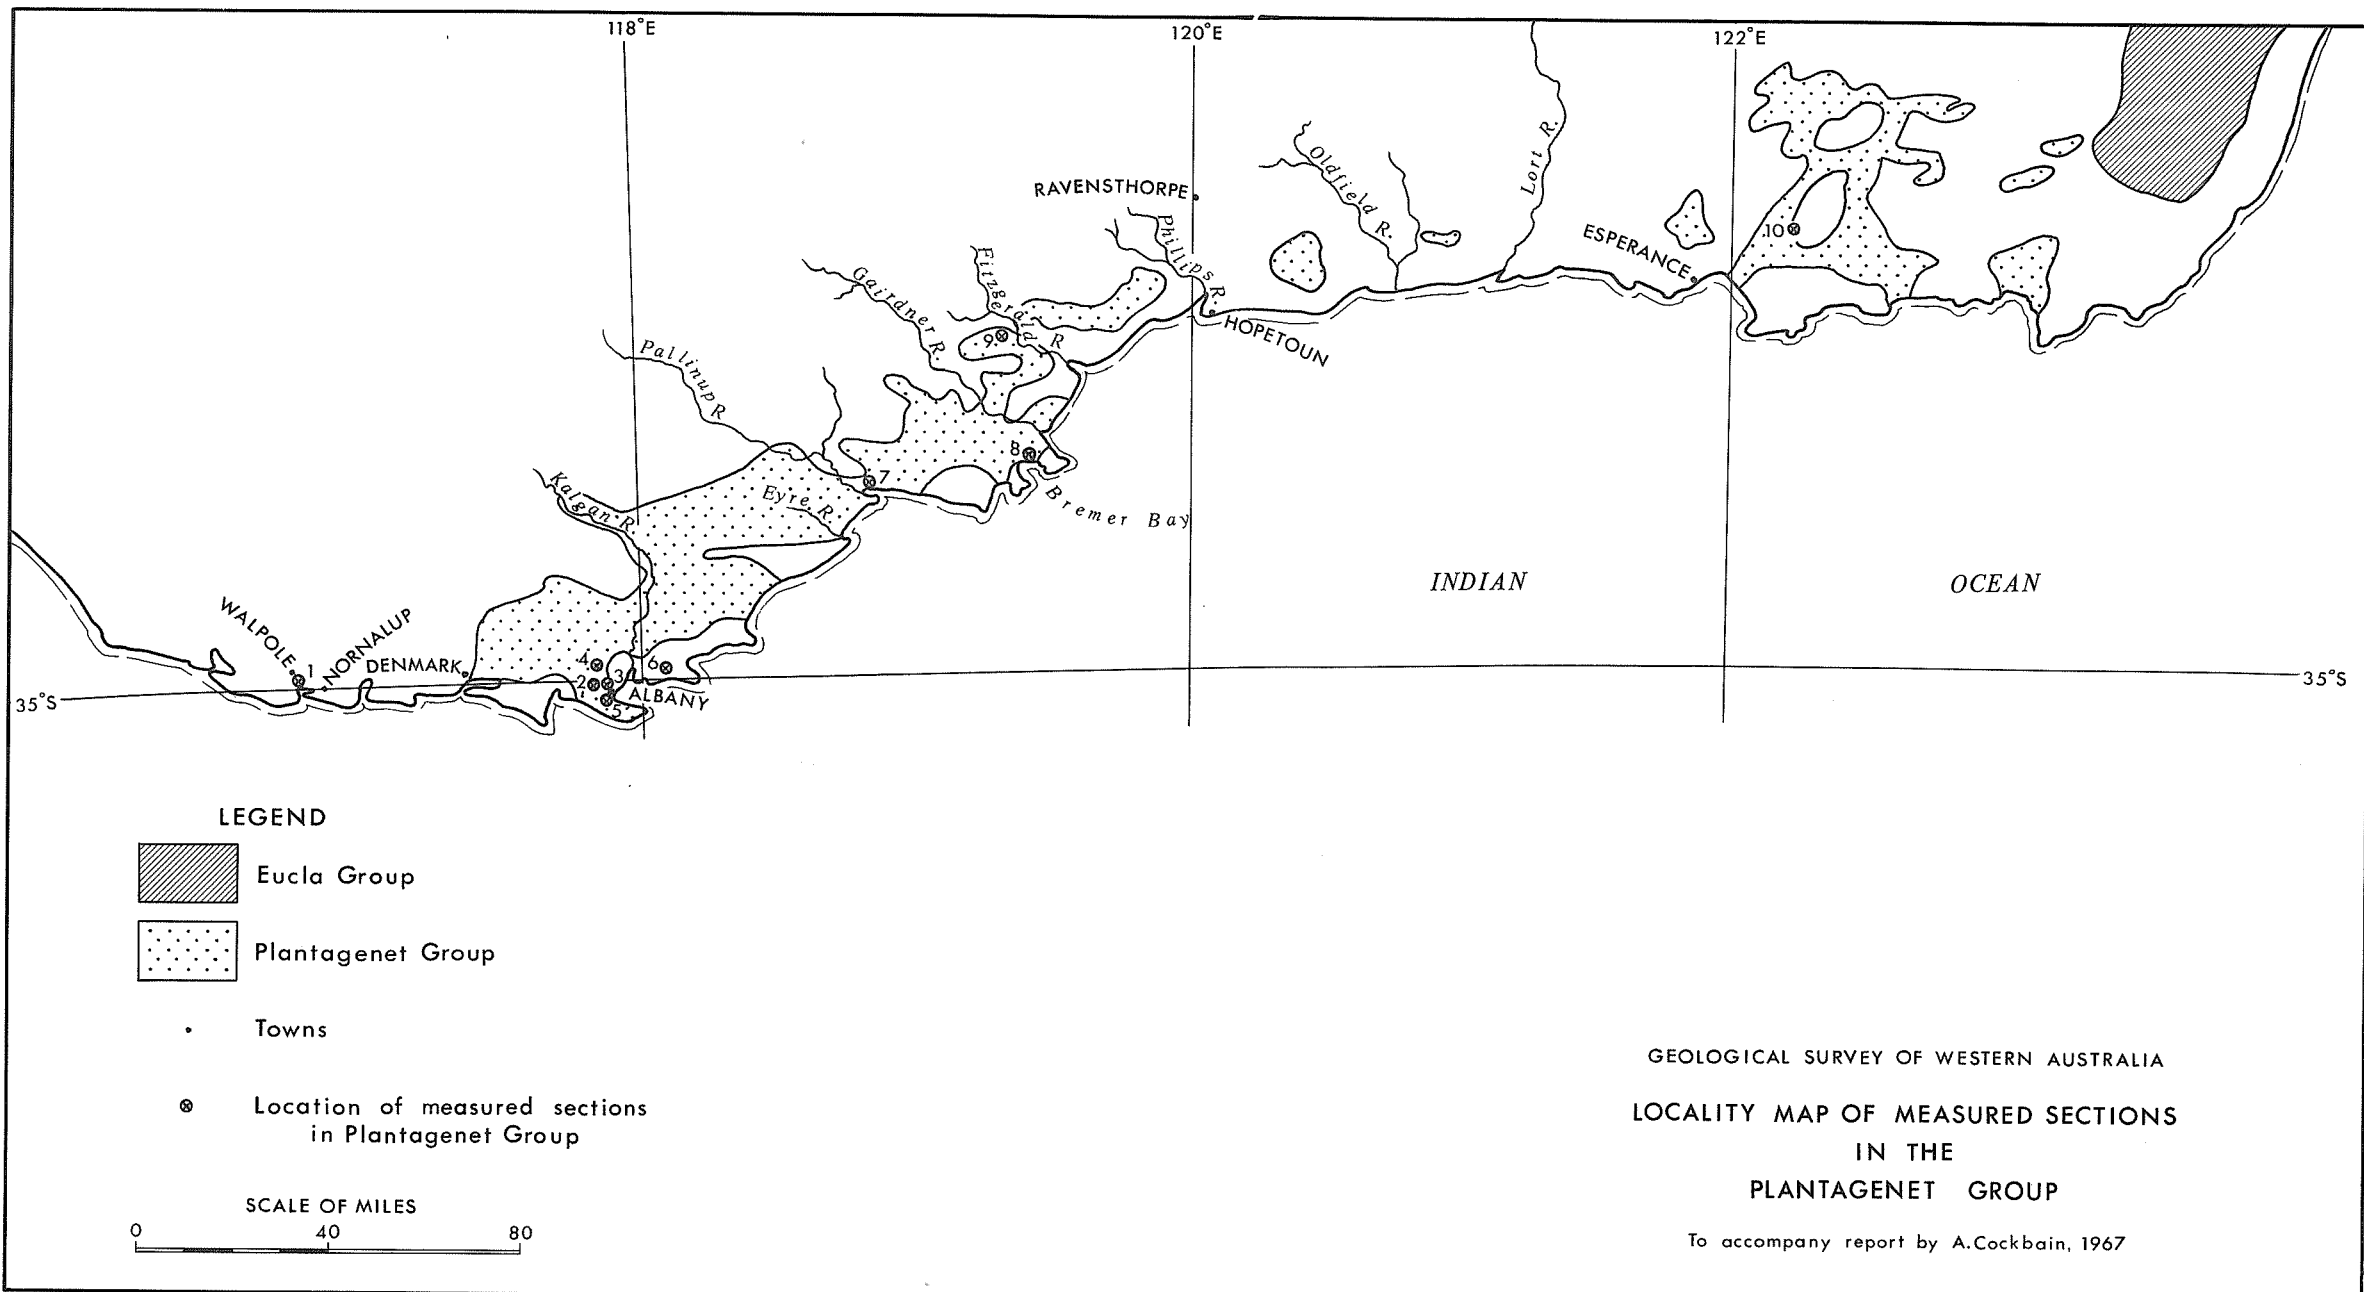 118°E
120°E
122°E
RAVENSTHORPE
Oldfield R.
Lort R.
Phillips R.
ESPERANCE
10
Fitzgerald R
Gairdner R.
HOPETOUN
9
Pallinup R
8
7
Kalgan R.
Eyre R.
Bremer Bay
INDIAN OCEAN
WALPOLE
1
NORNALUP
DENMARK
4
6
2
3
ALBANY
5
35°S
35°S
LEGEND
Eucla Group
Plantagenet Group
Towns
Location of measured sections
in Plantagenet Group
SCALE OF MILES
0 40 80
GEOLOGICAL SURVEY OF WESTERN AUSTRALIA
LOCALITY MAP OF MEASURED SECTIONS
IN THE
PLANTAGENET GROUP
To accompany report by A.Cockbain, 1967